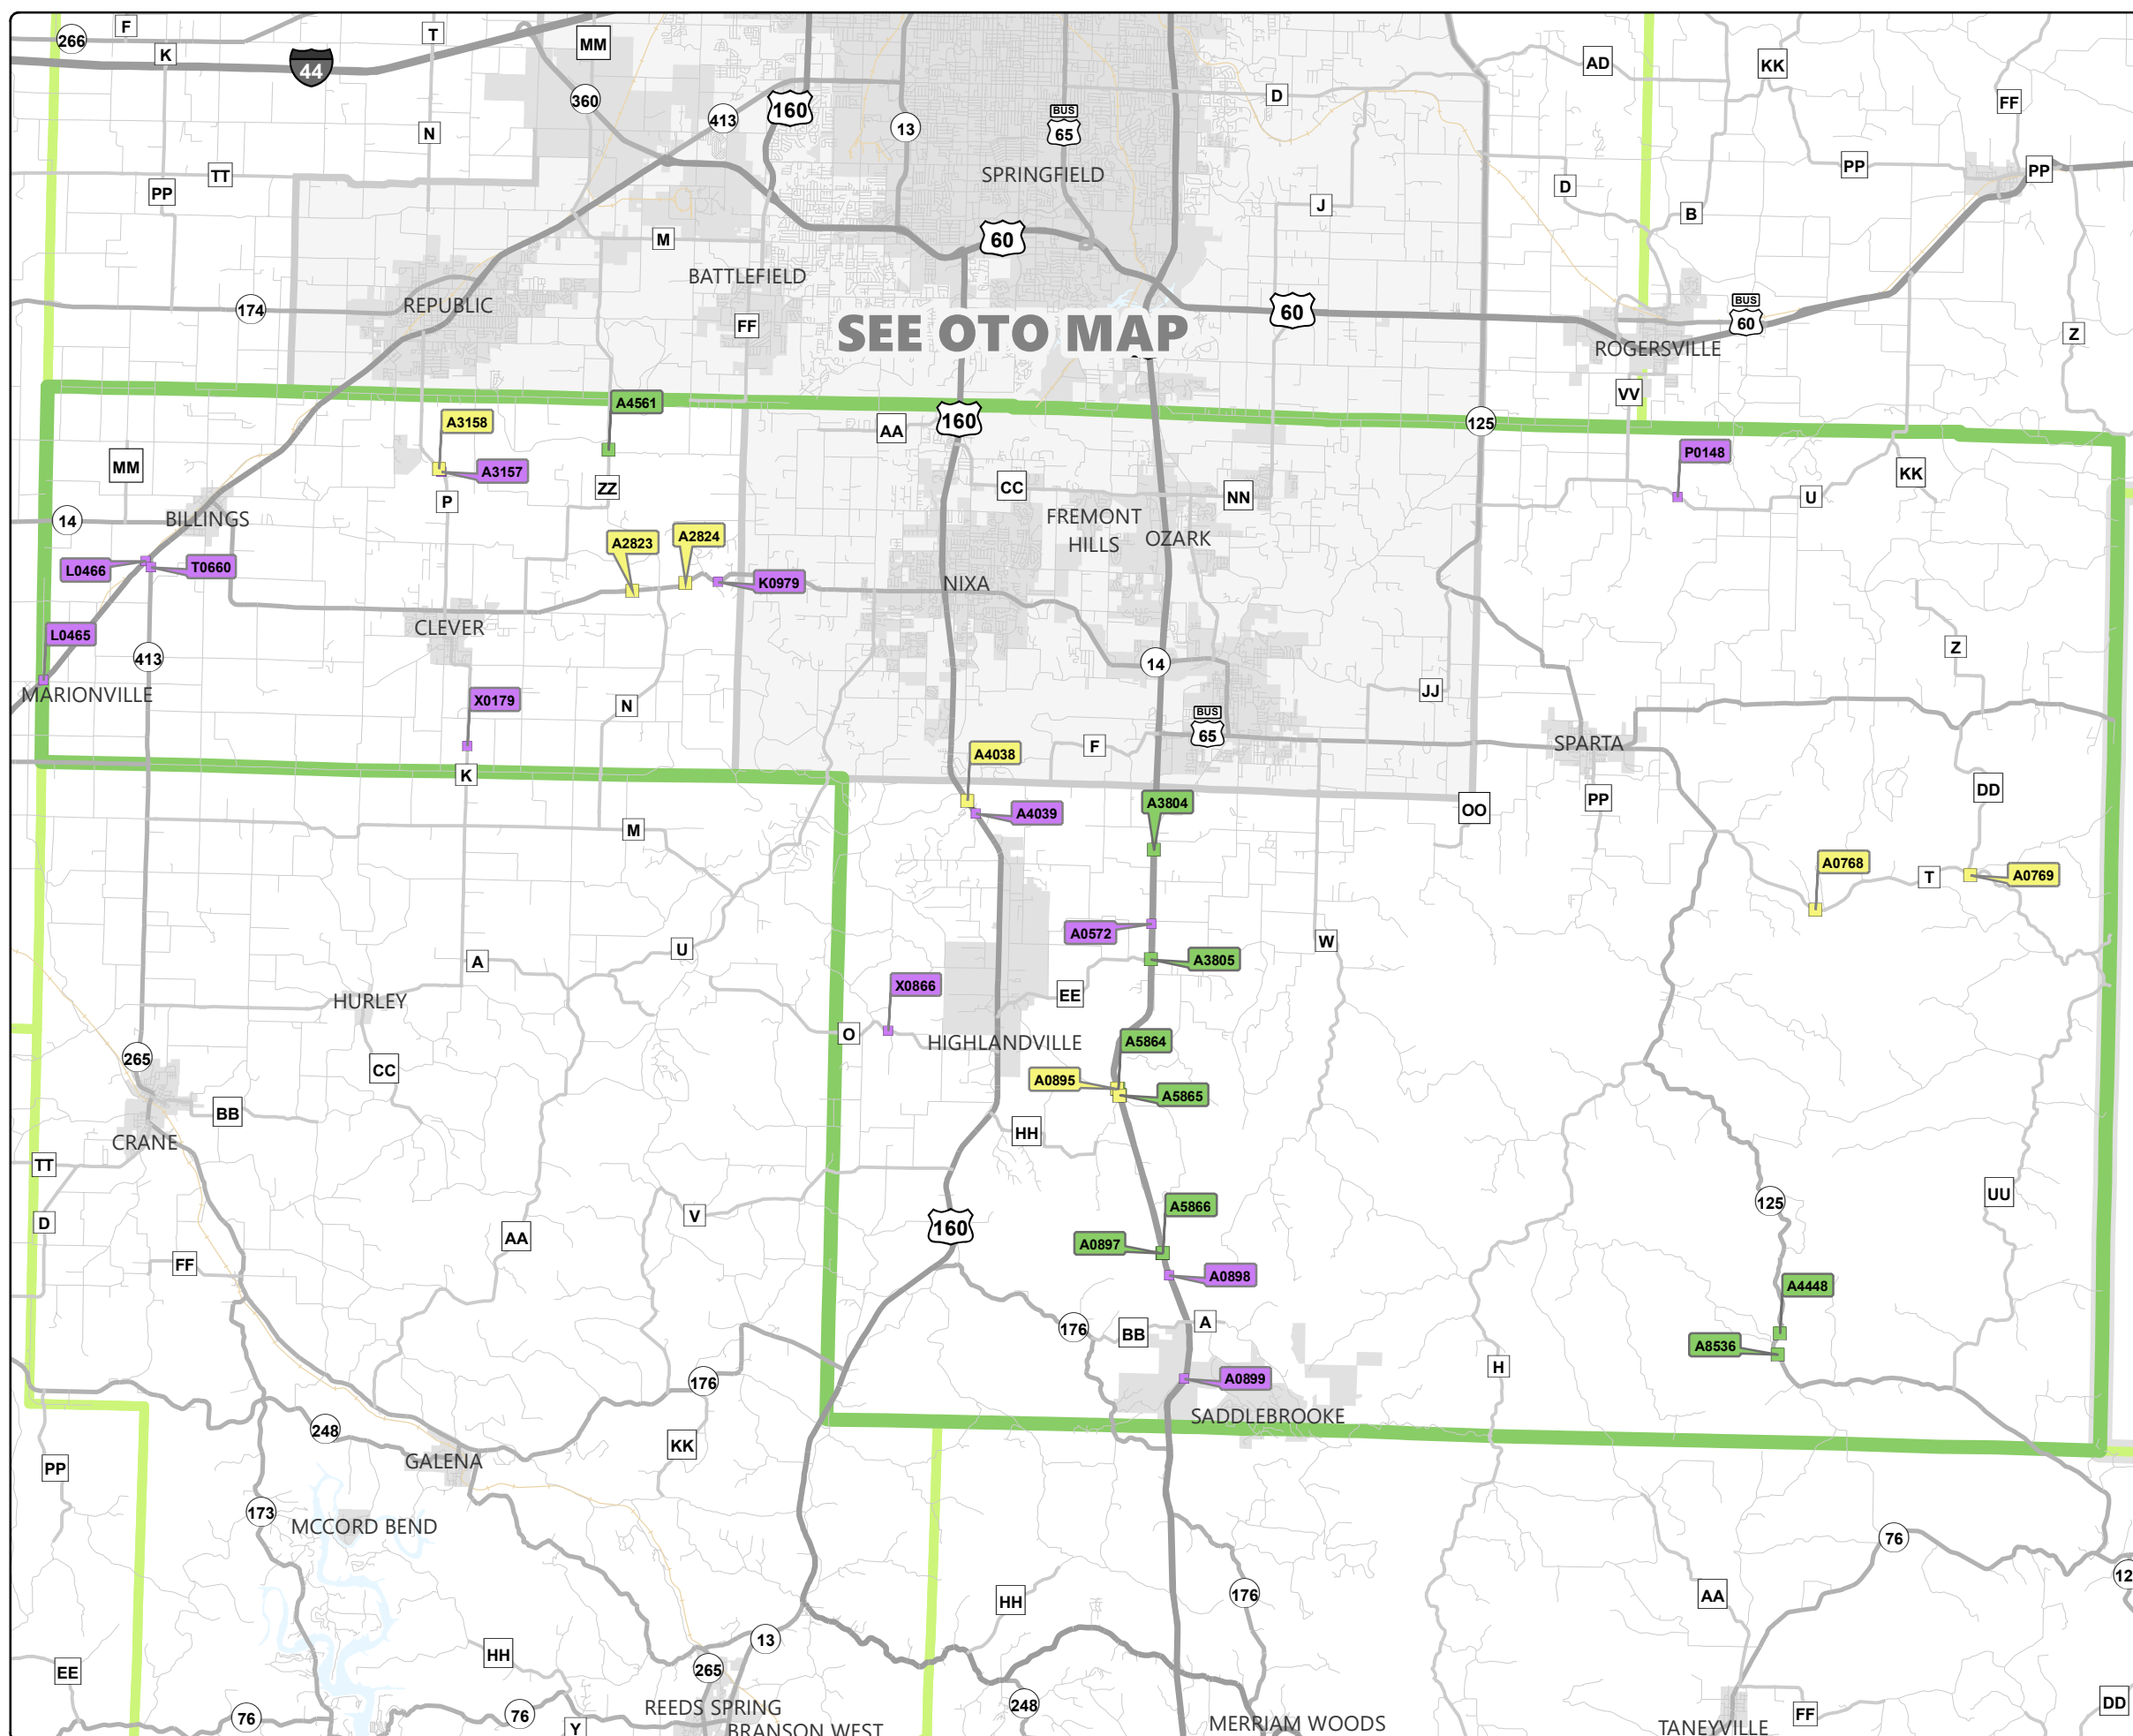 F
T
266
MM
K
44
AD
KK
360
160
413
BUS
65
13
D
FF
N
TT
PP
SPRINGFIELD
D
PP
PP
J
B
M
60
BATTLEFIELD
REPUBLIC
174
FF
SEE OTO MAP
60
BUS
60
Z
ROGERSVILLE
VV
A4561
A3158
AA
160
125
MM
A3157
P0148
KK
P
ZZ
CC
NN
U
14
BILLINGS
FREMONT
HILLS
OZARK
A2823
A2824
L0466
T0660
K0979
NIXA
L0465
CLEVER
413
14
Z
MARIONVILLE
X0179
N
JJ
BUS
65
F
SPARTA
A4038
K
DD
PP
A3804
A4039
OO
M
A0768
T
A0769
A0572
W
U
A
A3805
X0866
EE
HURLEY
O
HIGHLANDVILLE
A5864
265
CC
A0895
A5865
BB
HH
CRANE
TT
UU
125
A5866
D
V
160
AA
A0897
FF
A0898
A4448
176
BB
A
A8536
H
A0899
176
SADDLEBROOKE
248
KK
GALENA
PP
173
MCCORD BEND
76
12
176
AA
HH
13
HH
EE
265
REEDS SPRING
248
DD
76
76
FF
Y
BRANSON WEST
MERRIAM WOODS
TANEYVILLE